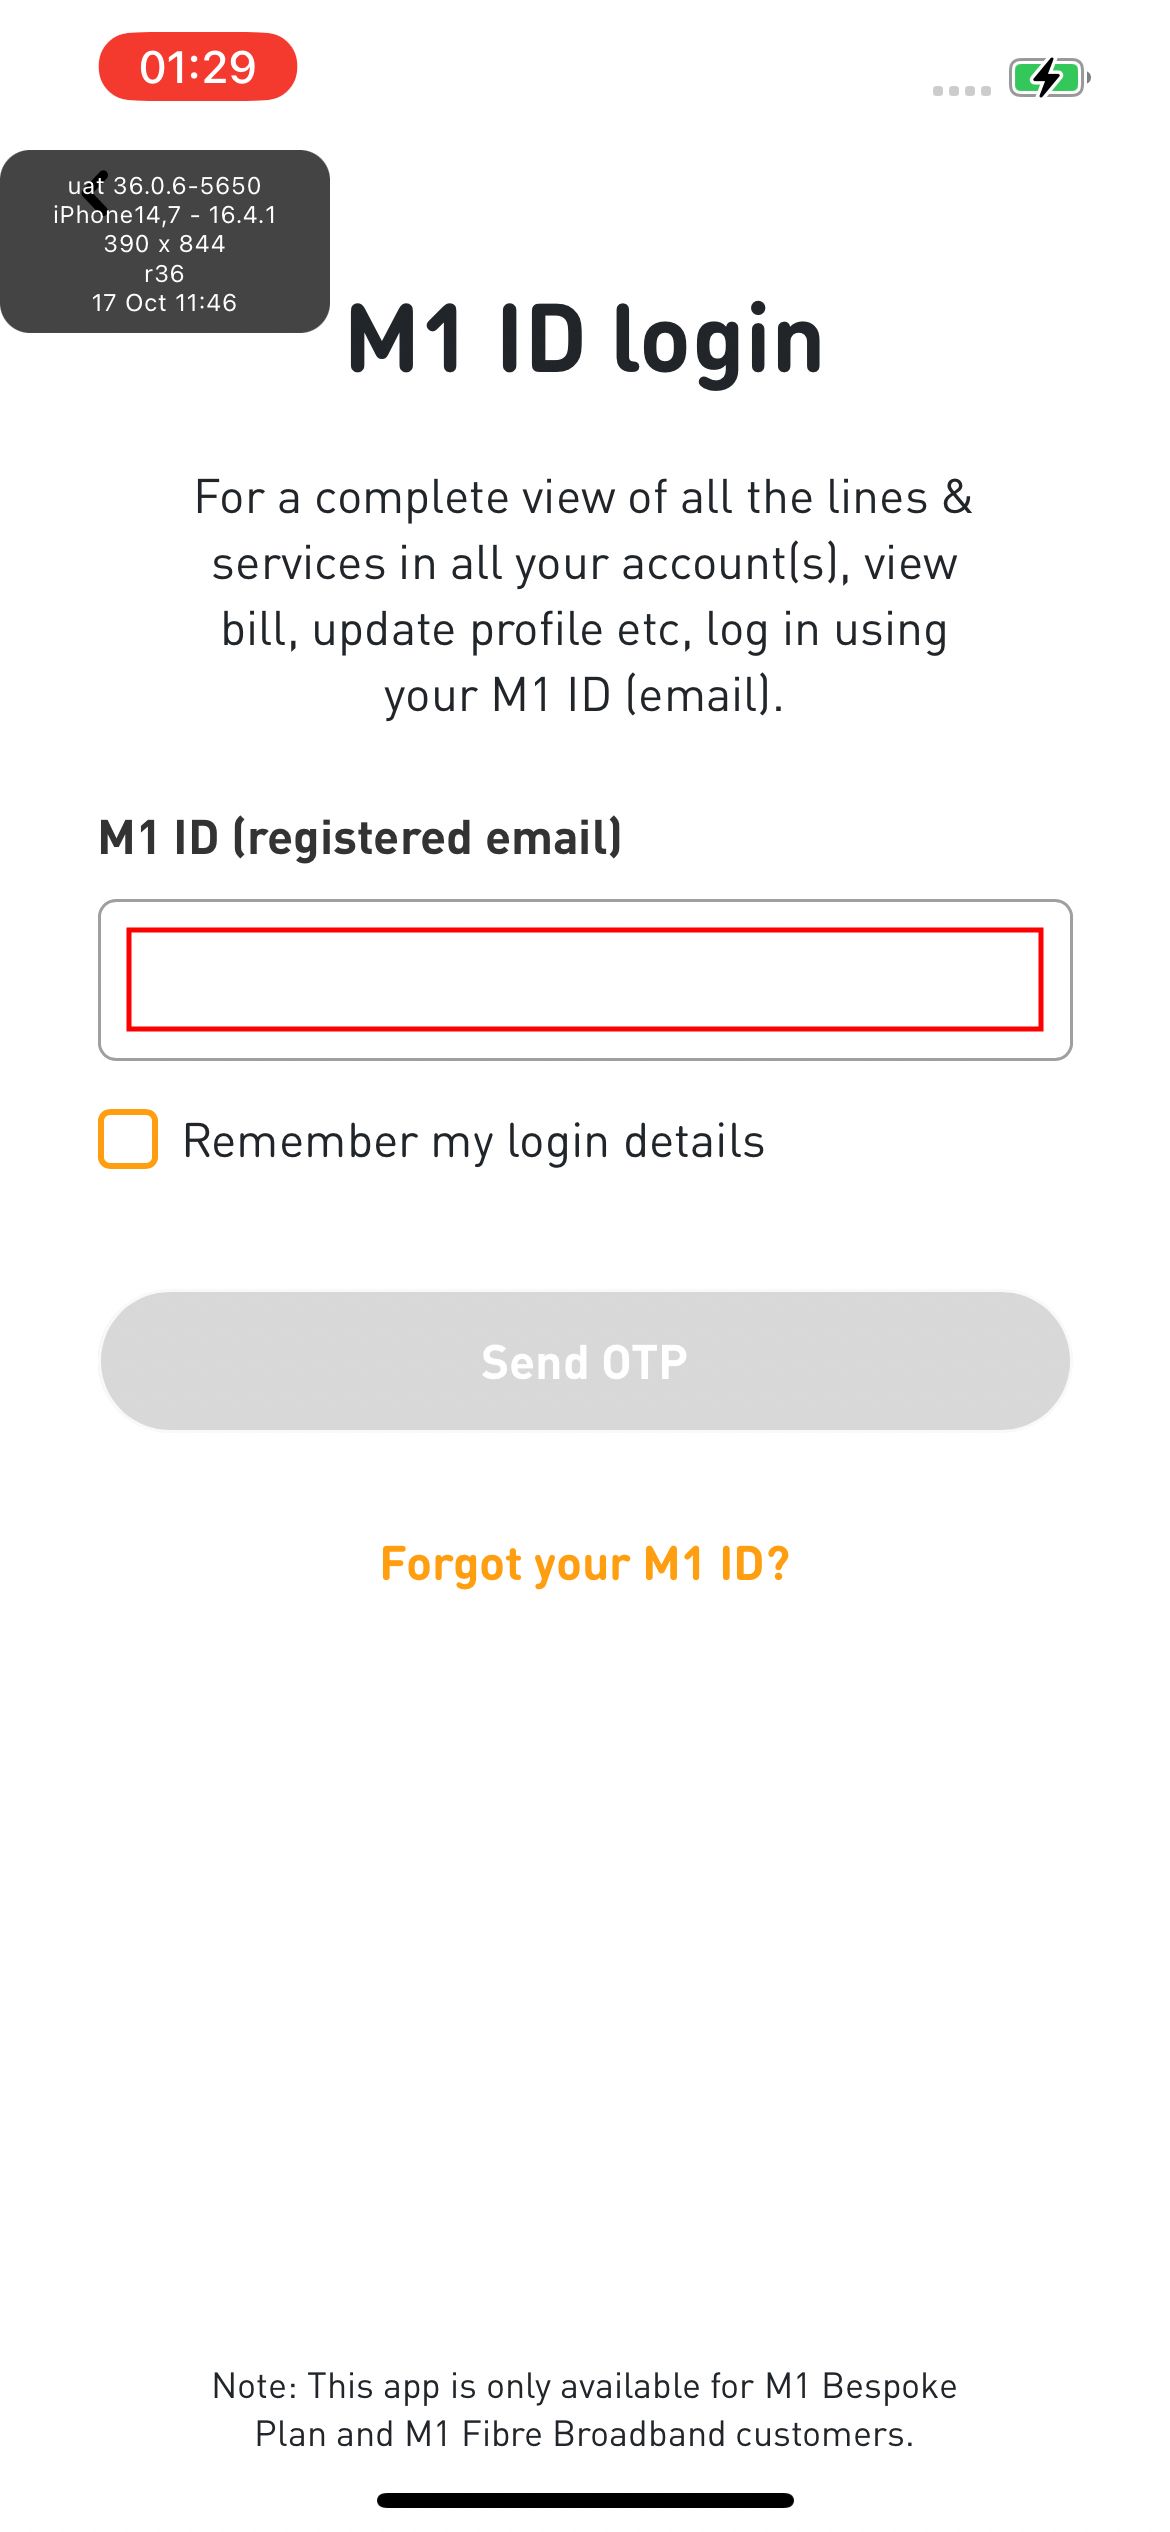 01:29
uat 36.0.6-5650
iPhone14,7 - 16.4.1
390 x 844
r36
17 Oct 11:46
M1 ID login
For a complete view of all the lines &
services in all your account(s), view
bill, update profile etc, log in using
your M1 ID (email).
M1 ID (registered email)
Remember my login details
Send OTP
Forgot your M1 ID?
Note: This app is only available for M1 Bespoke
Plan and M1 Fibre Broadband customers.